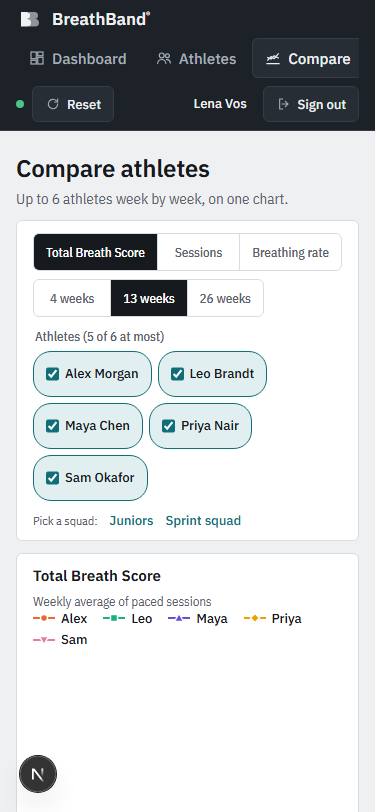 BreathBand®
Dashboard Athletes Compare
Reset Lena Vos Sign out
Compare athletes
Up to 6 athletes week by week, on one chart.
Total Breath Score Sessions Breathing rate
4 weeks 13 weeks 26 weeks
Athletes (5 of 6 at most)
Alex Morgan Leo Brandt
Maya Chen Priya Nair
Sam Okafor
Pick a squad: Juniors Sprint squad
Total Breath Score
Weekly average of paced sessions
Alex Leo Maya Priya
Sam
N